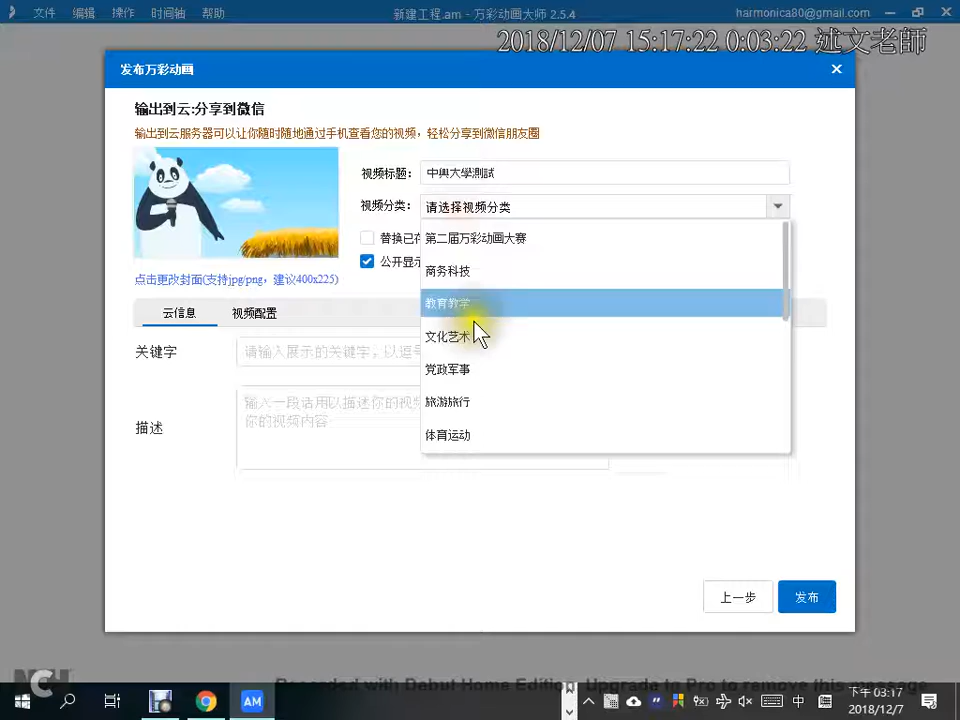 文件 编辑 操作 时间轴 帮助 新建工程.am - 万彩动画大师 2.5.4 harmonica80@gmail.com
2018/12/07 15:17:22 0:03:22 述文老師
发布万彩动画
输出到云:分享到微信
输出到云服务器可以让你随时随地通过手机查看您的视频，轻松分享到微信朋友圈
视频标题: 中興大學測試
视频分类: 请选择视频分类
替换已存
公开显示
第二届万彩动画大赛
商务科技
教育教学
文化艺术
党政军事
旅游旅行
体育运动
点击更改封面(支持jpg/png，建议400x225)
云信息 视频配置
关键字 请输入展示的关键字，以逗号
描述 输入一段话用以描述你的视频
你的视频内容
上一步 发布
Recorded with Debut Home Edition. Upgrade to Pro to remove this message
AM 中 下午 03:17
2018/12/7